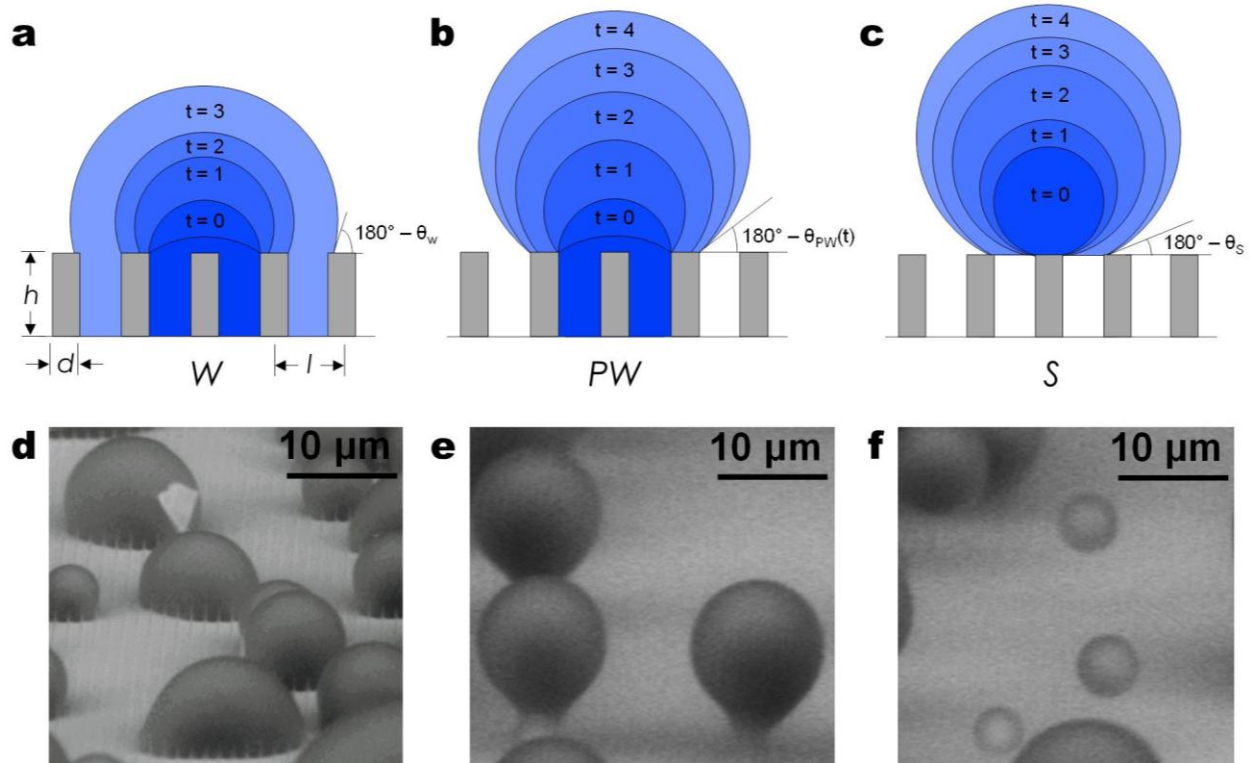 a
t = 3
t = 2
t = 1
t = 0
180° – θw
h
d
l
W
b
t = 4
t = 3
t = 2
t = 1
t = 0
180° – θPW(t)
PW
c
t = 4
t = 3
t = 2
t = 1
t = 0
180° – θS
S
d
10 µm
e
10 µm
f
10 µm